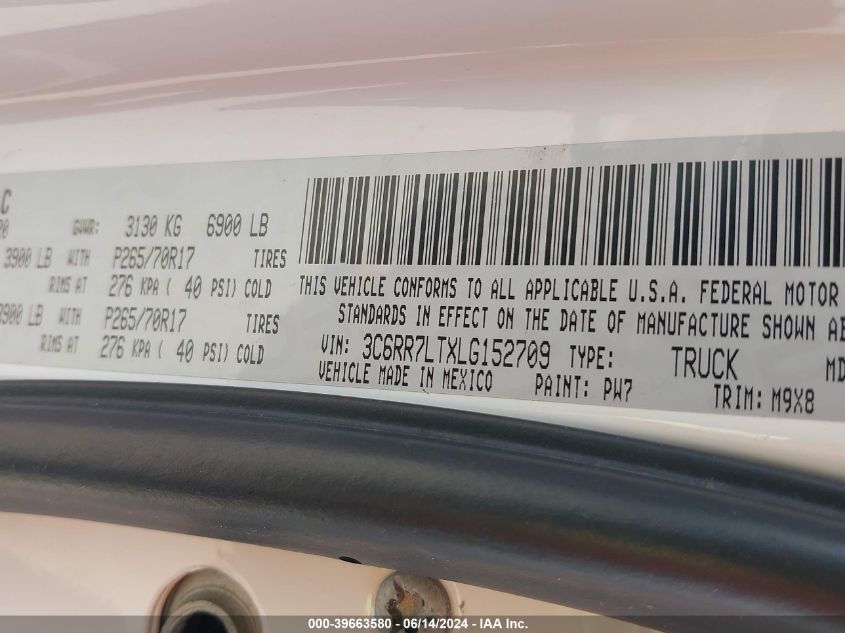 C
GVWR: 3130 KG 6900 LB
3900 LB WITH P265/70R17 TIRES
RIMS AT 276 KPA ( 40 PSI) COLD
3900 LB WITH P265/70R17 TIRES
RIMS AT 276 KPA ( 40 PSI) COLD
THIS VEHICLE CONFORMS TO ALL APPLICABLE U.S.A. FEDERAL MOTOR
STANDARDS IN EFFECT ON THE DATE OF MANUFACTURE SHOWN AB
VIN: 3C6RR7LTXLG152709 TYPE: TRUCK MD
VEHICLE MADE IN MEXICO PAINT: PW7 TRIM: M9X8
000-39663580 - 06/14/2024 - IAA Inc.